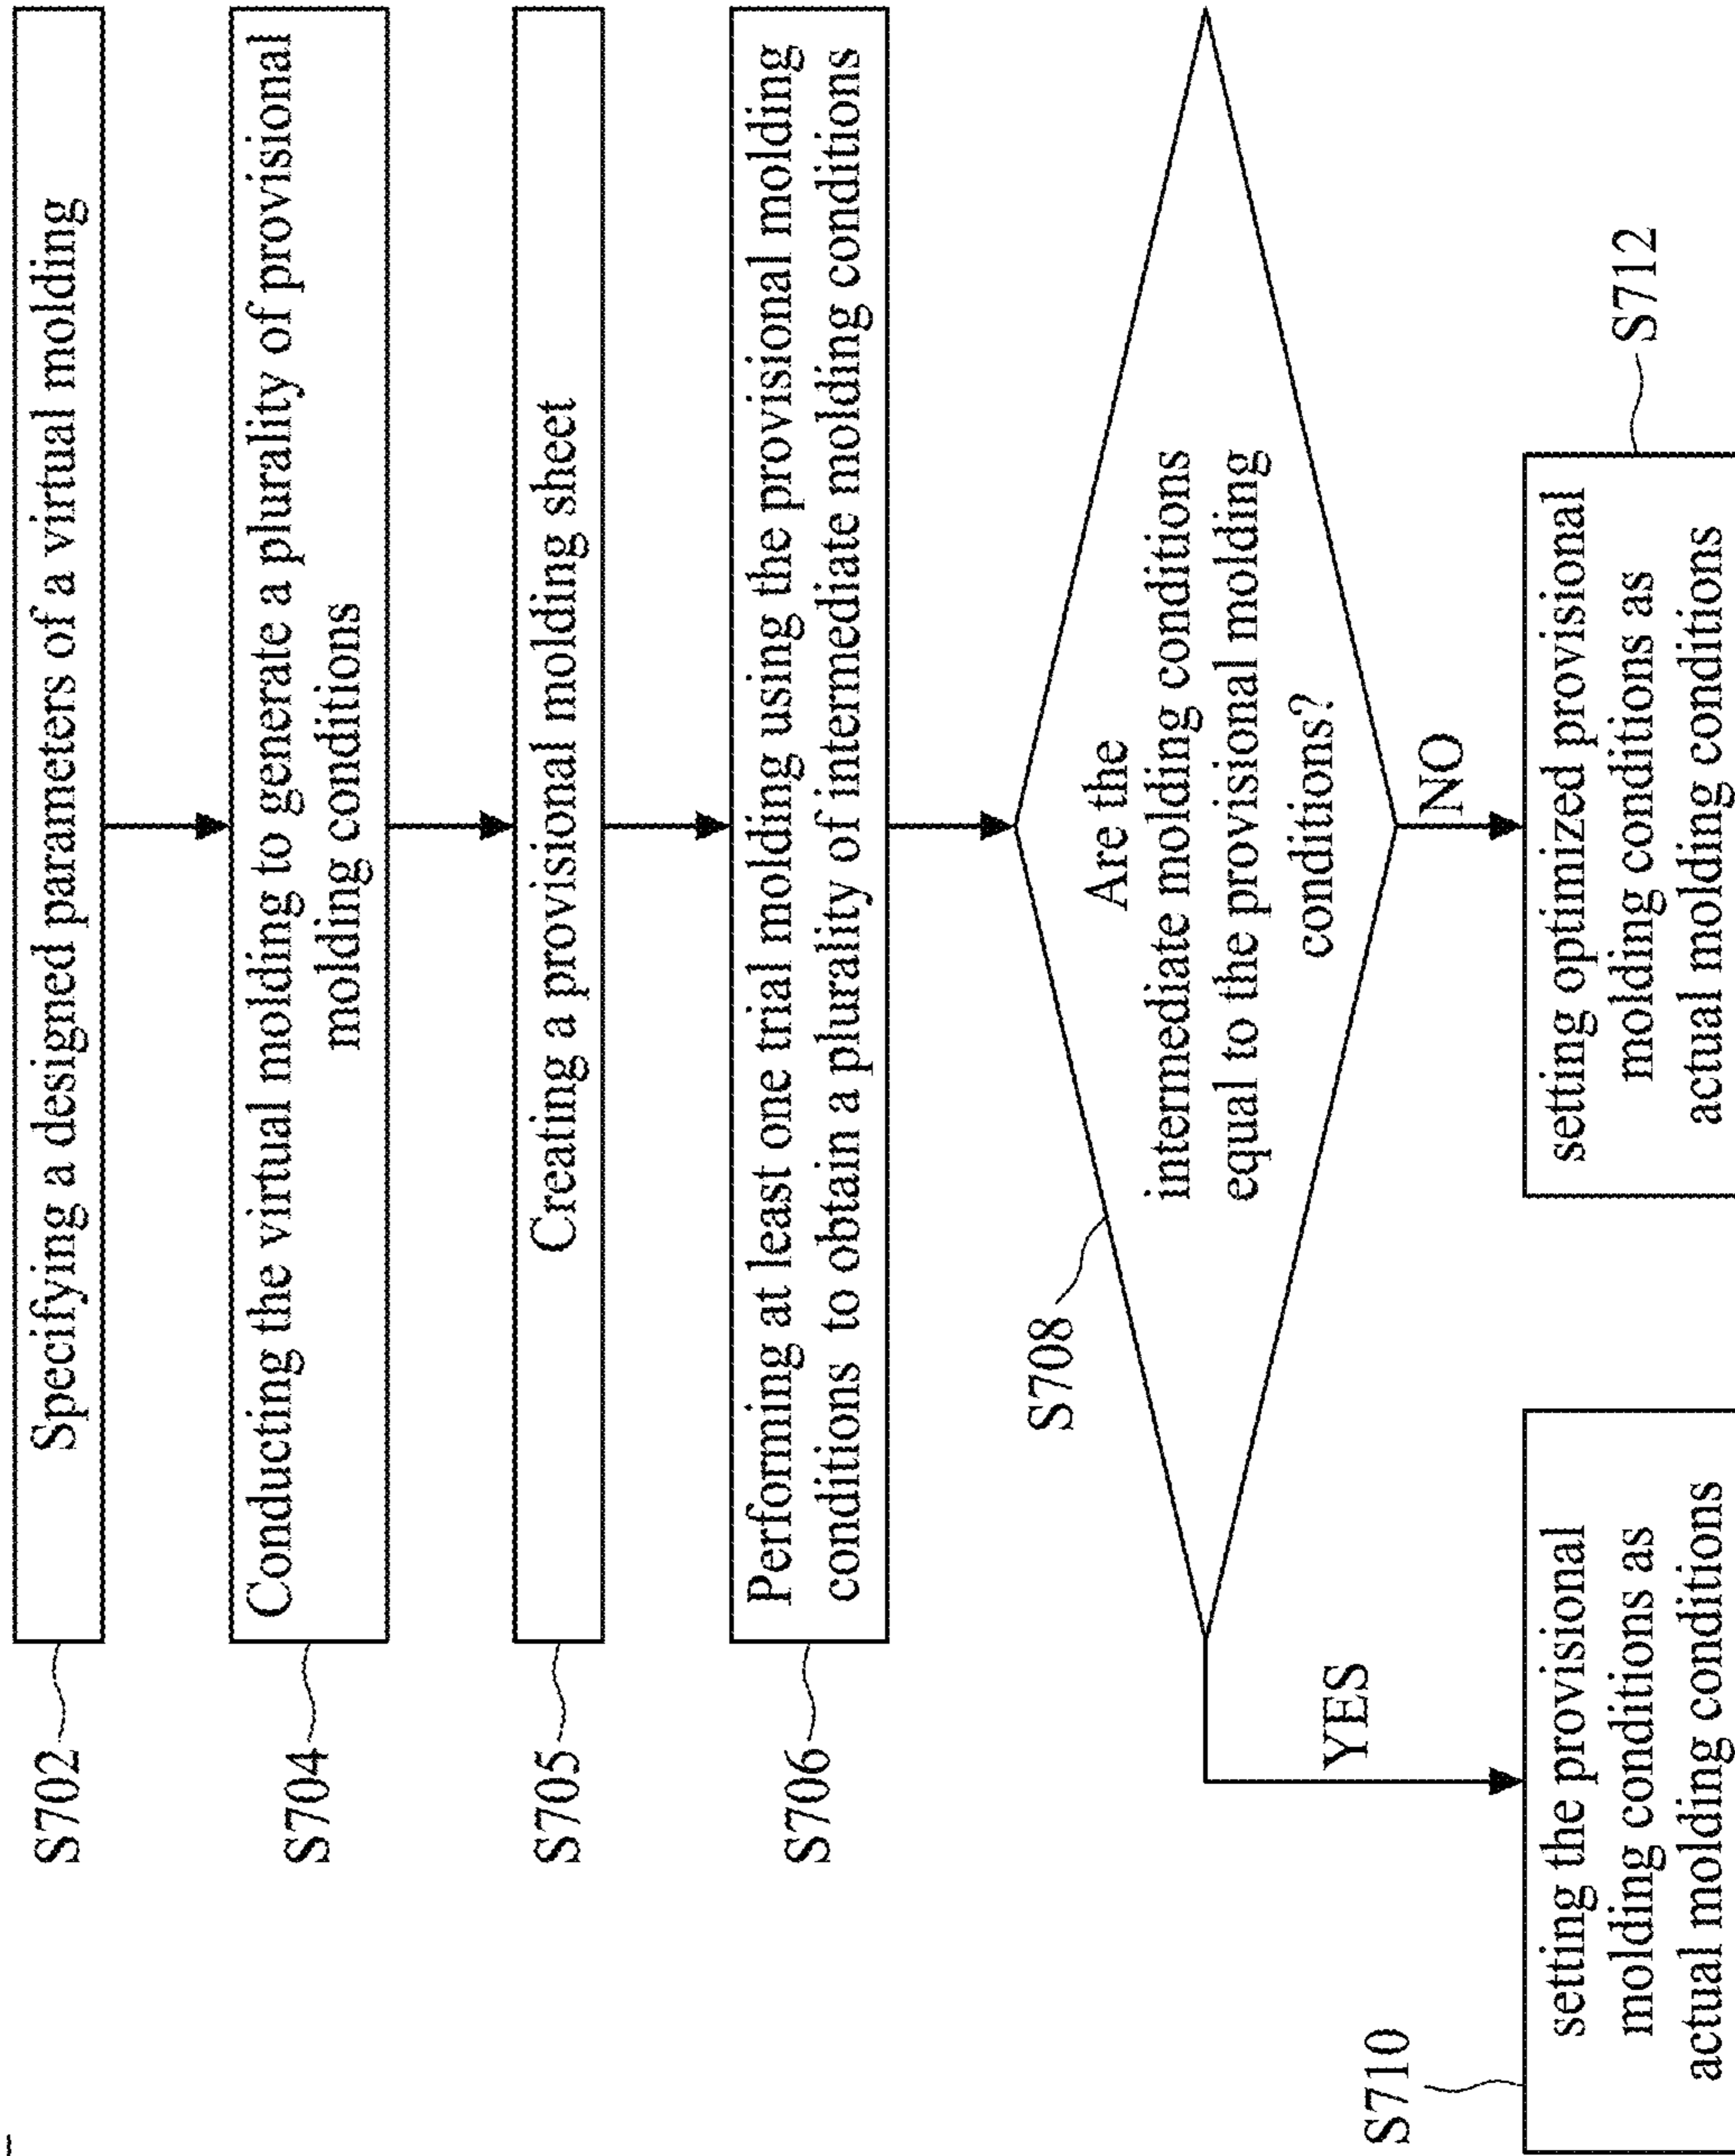 S702
Specifying a designed parameters of a virtual molding
S704
Conducting the virtual molding to generate a plurality of provisional
molding conditions
S705
Creating a provisional molding sheet
S706
Performing at least one trial molding using the provisional molding
conditions to obtain a plurality of intermediate molding conditions
S708
Are the
intermediate molding conditions
equal to the provisional molding
conditions?
YES
NO
S710
setting the provisional
molding conditions as
actual molding conditions
S712
setting optimized provisional
molding conditions as
actual molding conditions